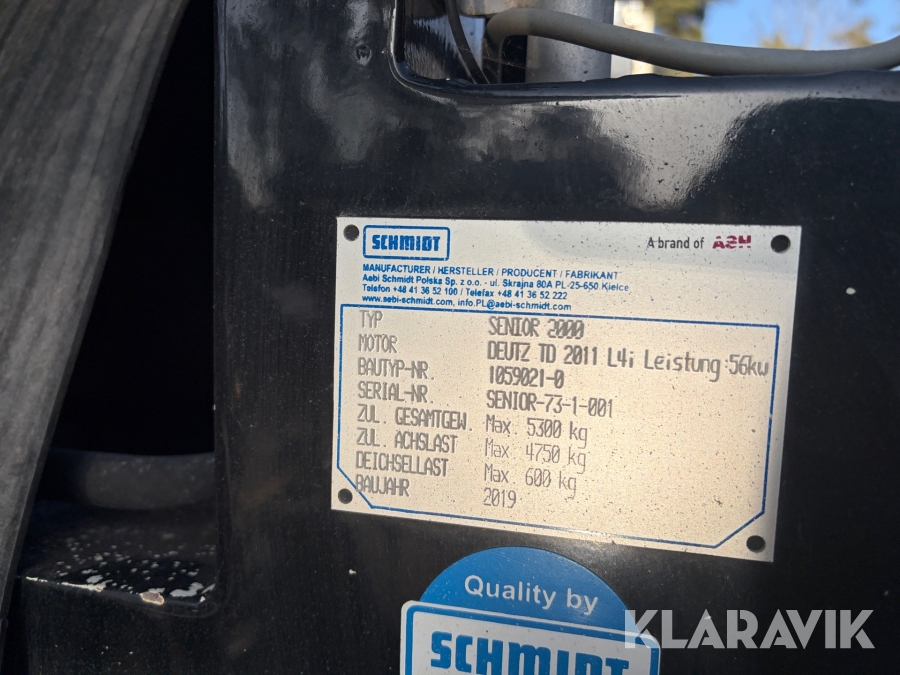 SCHMIDT
A brand of ASH
MANUFACTURER / HERSTELLER / PRODUCENT / FABRIKANT
Aebi Schmidt Polska Sp. z o.o. - ul. Skrajna 80A PL-25-650 Kielce
Telefon +48 41 36 52 100 / Telefax +48 41 36 52 222
www.aebi-schmidt.com, info.PL@aebi-schmidt.com
TYP SENIOR 2000
MOTOR DEUTZ TD 2011 L4i Leistung:56kw
BAUTYP-NR. 1059021-0
SERIAL-NR. SENIOR-73-1-001
ZUL. GESAMTGEW. Max. 5300 kg
ZUL. ACHSLAST Max. 4750 kg
DEICHSELLAST Max. 600 kg
BAUJAHR 2019
Quality by
SCHMIDT
KLARAVIK